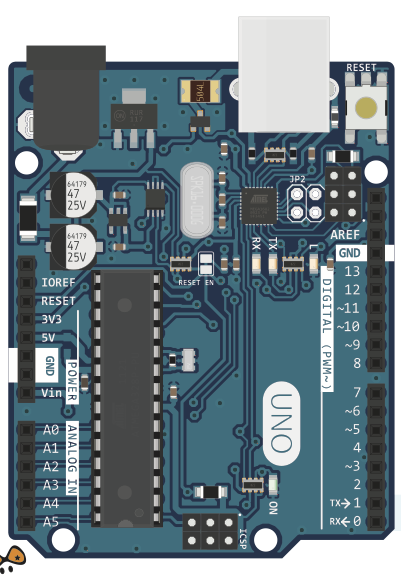 RESET
504L
JP2
64179
47
25V
64179
47
25V
AREF
GND
RX
TX
L
RESET EN
IOREF
RESET
3V3
5V
GND
Vin
POWER
13
12
~11
~10
~9
8
DIGITAL (PWM~)
7
~6
~5
4
~3
2
TX→1
RX←0
UNO
ANALOG IN
A0
A1
A2
A3
A4
A5
ON
ICSP